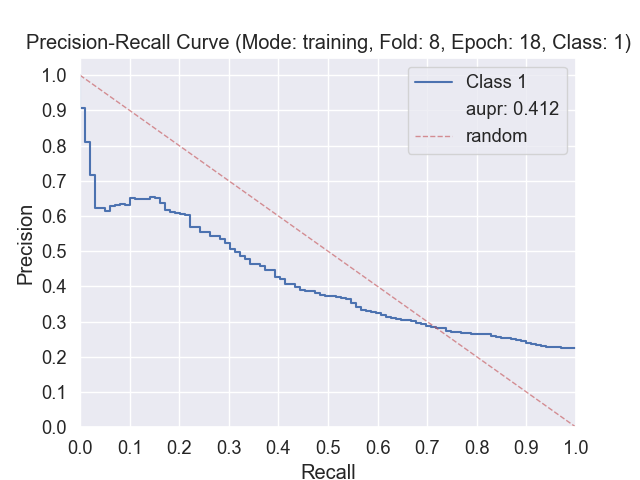 Precision-Recall Curve (Mode: training, Fold: 8, Epoch: 18, Class: 1)
Class 1
aupr: 0.412
random
Precision
1.0
0.9
0.8
0.7
0.6
0.5
0.4
0.3
0.2
0.1
0.0
0.0 0.1 0.2 0.3 0.4 0.5 0.6 0.7 0.8 0.9 1.0
Recall